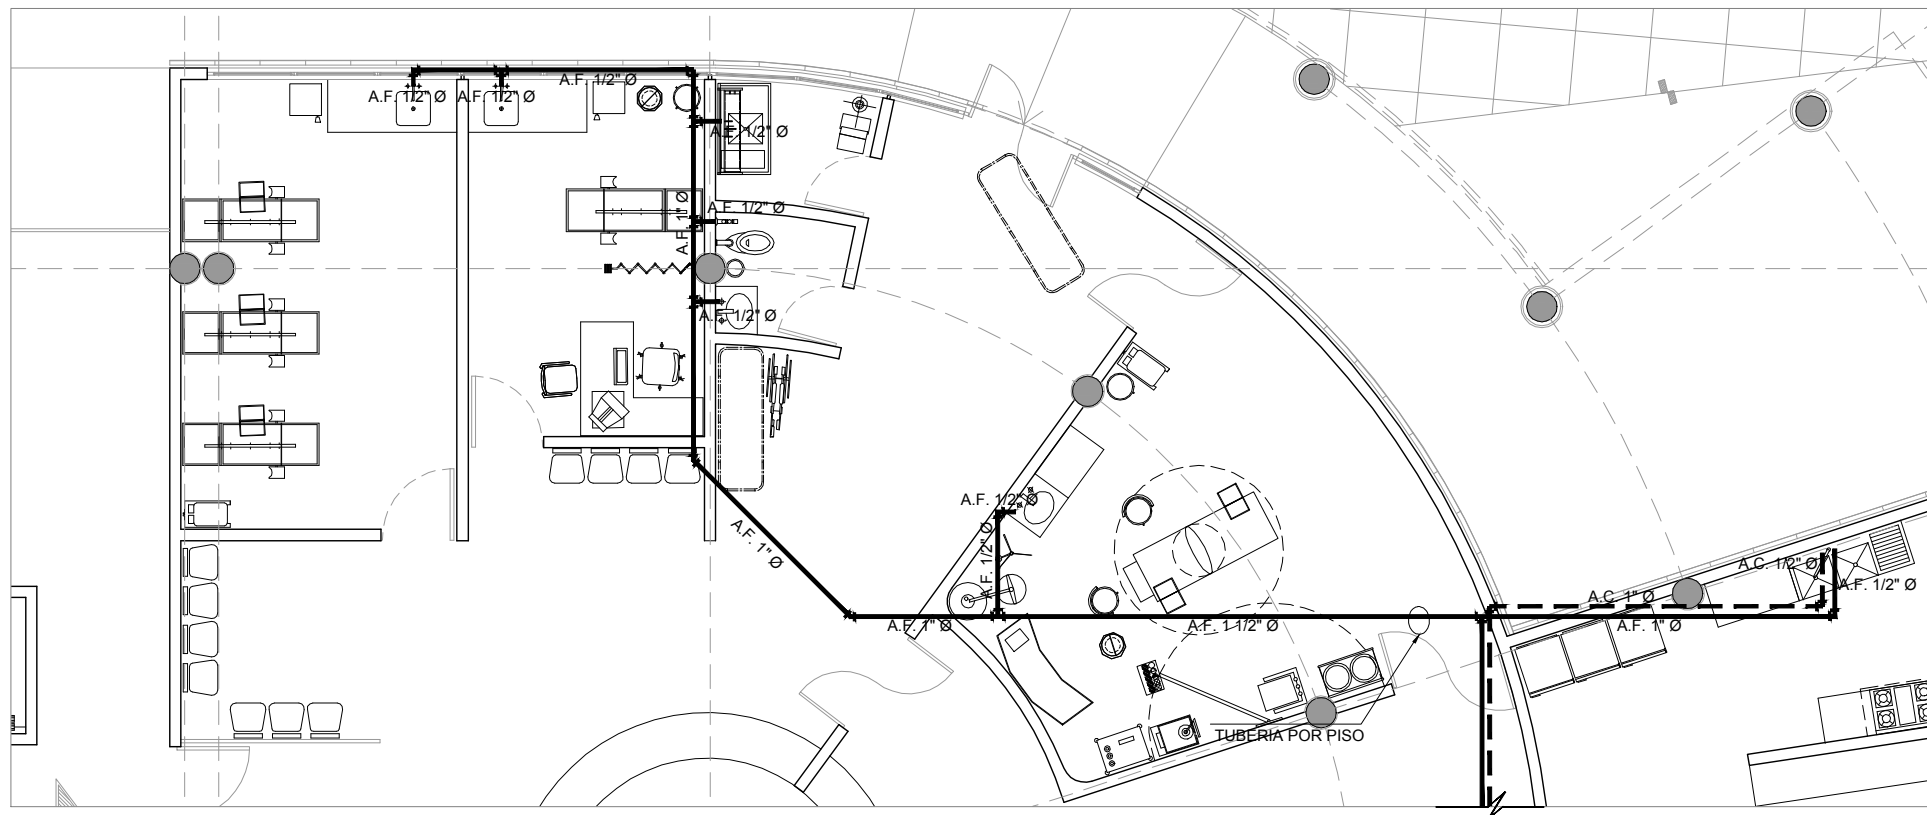 A.F. 1/2" Ø
A.F. 1/2" Ø
A.F. 1/2" Ø
A.F. 1/2" Ø
A.F. 1" Ø
A.F. 1/2" Ø
A.F. 1/2" Ø
A.F. 1" Ø
A.F. 1/2" Ø
A.F. 1/2" Ø
A.C. 1/2" Ø
A.F. 1/2" Ø
A.C. 1" Ø
A.F. 1" Ø
A.F. 1 1/2" Ø
A.F. 1" Ø
TUBERIA POR PISO